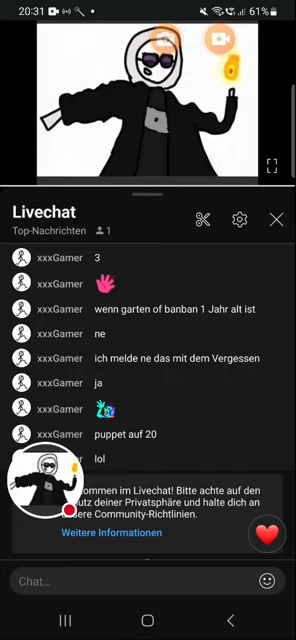 20:31
61%
Livechat
Top-Nachrichten 1
xxxGamer 3
xxxGamer
xxxGamer wenn garten of banban 1 Jahr alt ist
xxxGamer ne
xxxGamer ich melde ne das mit dem Vergessen
xxxGamer ja
xxxGamer
xxxGamer puppet auf 20
lol
ommen im Livechat! Bitte achte auf den
utz deiner Privatsphäre und halte dich an
sere Community-Richtlinien.
Weitere Informationen
Chat...